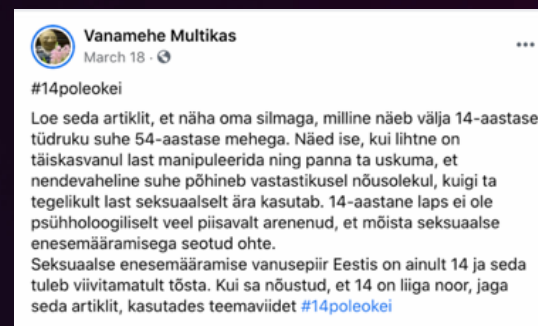 Vanamehe Multikas
March 18
#14poleokei
Loe seda artiklit, et näha oma silmaga, milline näeb välja 14-aastase
tüdruku suhe 54-aastase mehega. Näed ise, kui lihtne on
täiskasvanul last manipuleerida ning panna ta uskuma, et
nendevaheline suhe põhineb vastastikusel nõusolekul, kuigi ta
tegelikult last seksuaalselt ära kasutab. 14-aastane laps ei ole
psühholoogiliselt veel piisavalt arenenud, et mõista seksuaalse
enesemääramisega seotud ohte.
Seksuaalse enesemääramise vanusepiir Eestis on ainult 14 ja seda
tuleb viivitamatult tõsta. Kui sa nõustud, et 14 on liiga noor, jaga
seda artiklit, kasutades teemaviidet #14poleokei